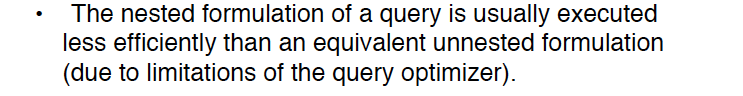 • The nested formulation of a query is usually executed
less efficiently than an equivalent unnested formulation
(due to limitations of the query optimizer).